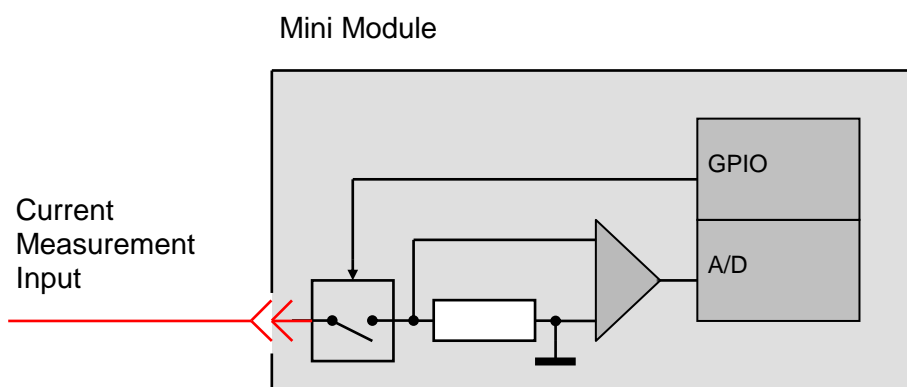 Mini Module
GPIO
Current
Measurement
Input
A/D